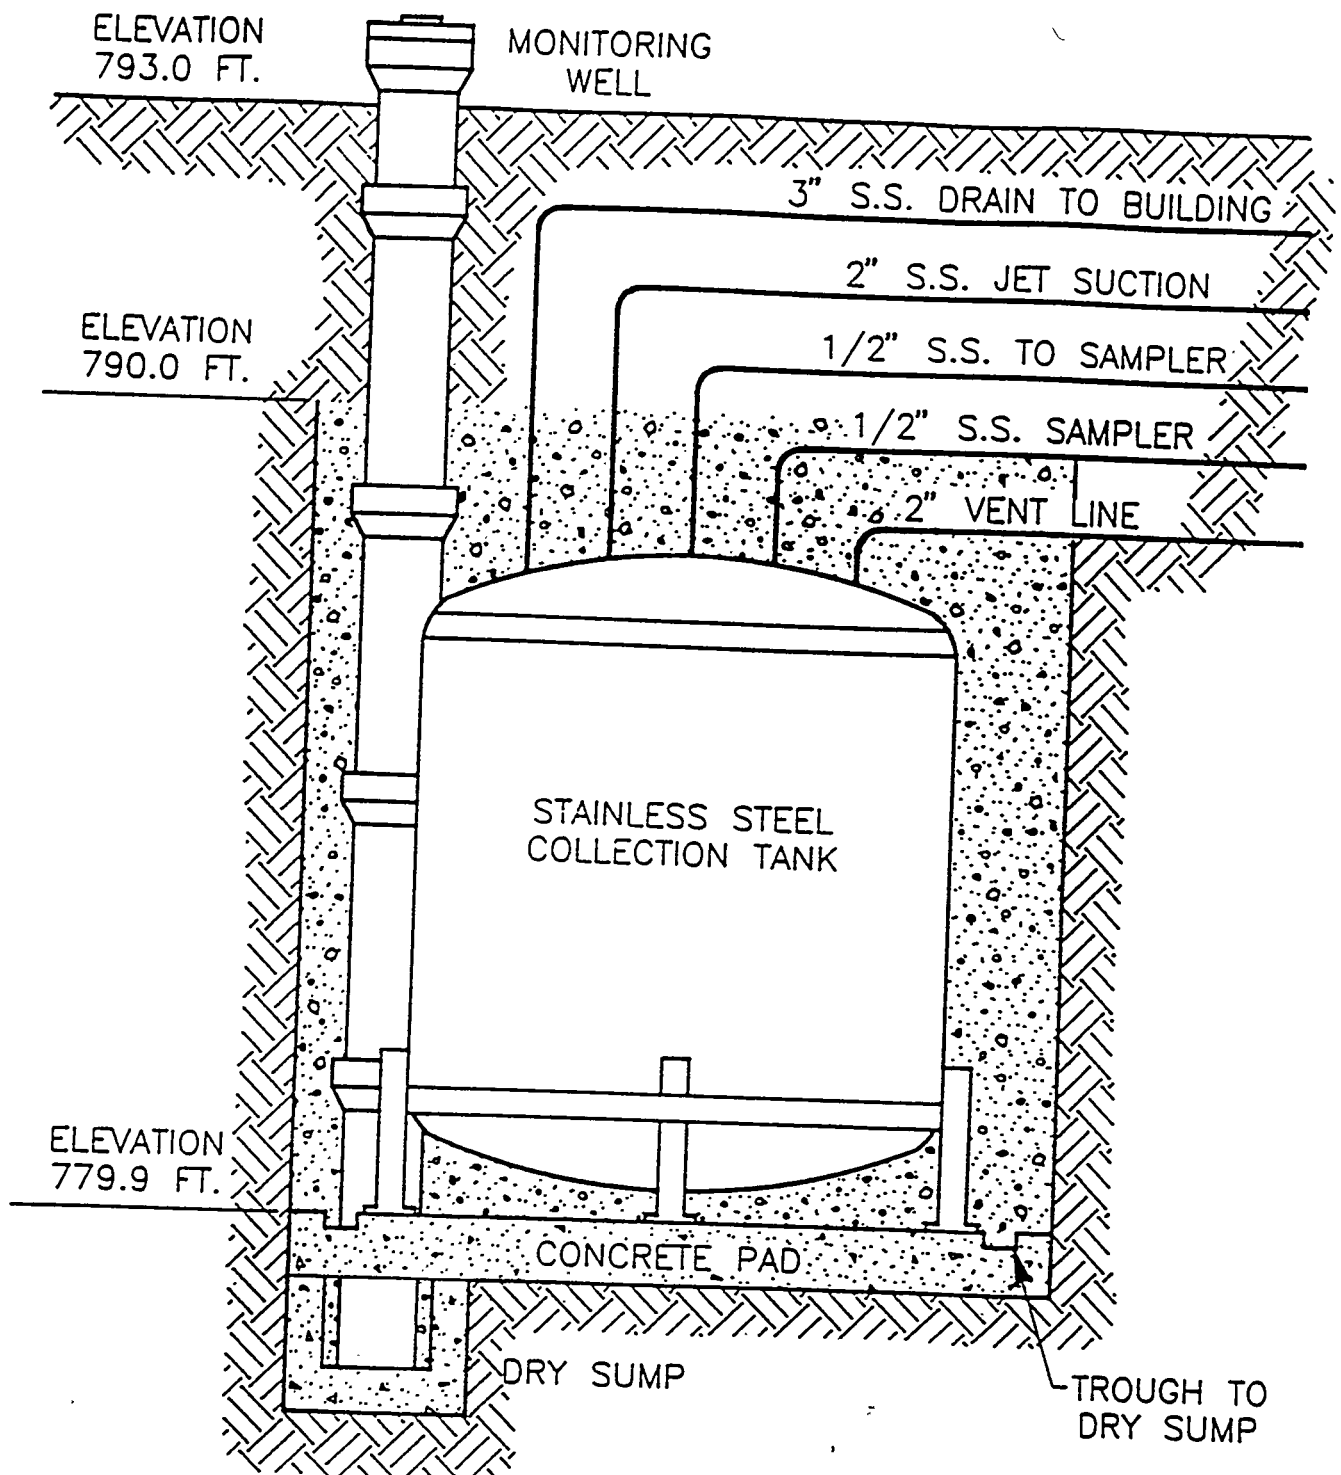 ELEVATION
793.0 FT.
MONITORING
WELL
3" S.S. DRAIN TO BUILDING
2" S.S. JET SUCTION
ELEVATION
790.0 FT.
1/2" S.S. TO SAMPLER
1/2" S.S. SAMPLER
2" VENT LINE
STAINLESS STEEL
COLLECTION TANK
ELEVATION
779.9 FT.
CONCRETE PAD
DRY SUMP
TROUGH TO
DRY SUMP